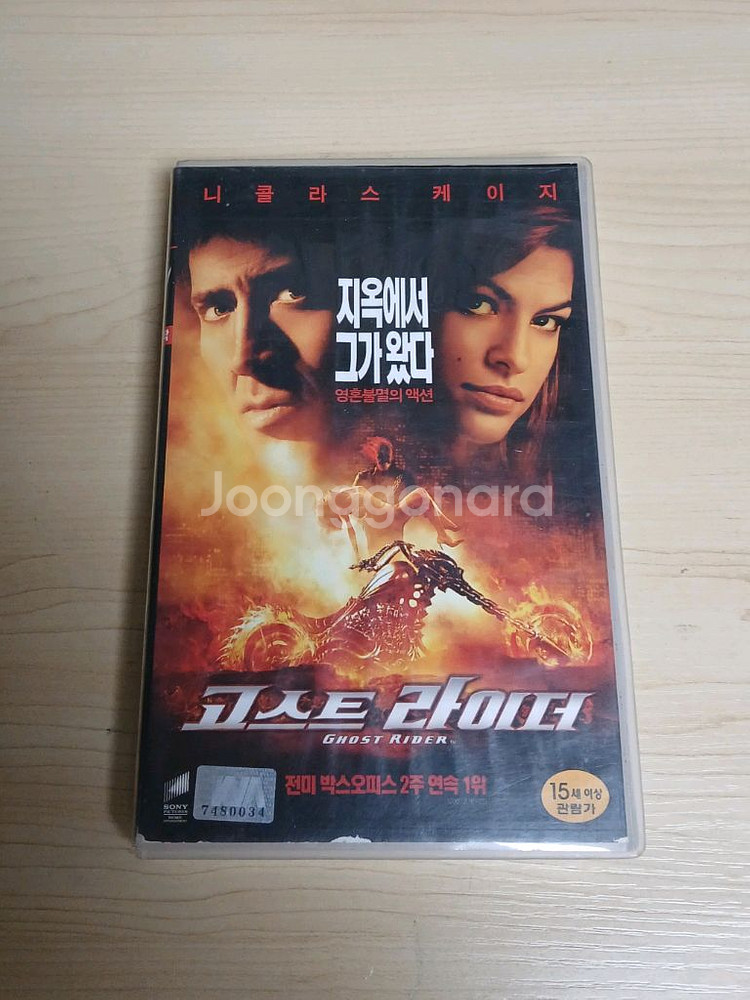 니콜라스 케이지
지옥에서
그가 왔다
영혼불멸의 액션
Joonggonara
고스트 라이더
GHOST RIDER
전미 박스오피스 2주 연속 1위
15세 이상
관람가
SONY
PICTURES
7480034